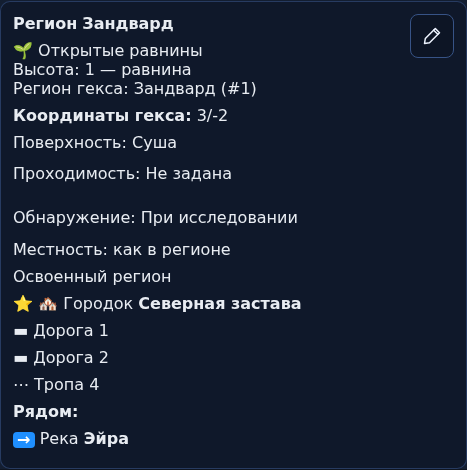 Регион Зандвард
🌱 Открытые равнины
Высота: 1 — равнина
Регион гекса: Зандвард (#1)
Координаты гекса: 3/-2
Поверхность: Суша
Проходимость: Не задана
Обнаружение: При исследовании
Местность: как в регионе
Освоенный регион
⭐ 🏘️ Городок Северная застава
▬ Дорога 1
▬ Дорога 2
⋯ Тропа 4
Рядом:
➡️ Река Эйра